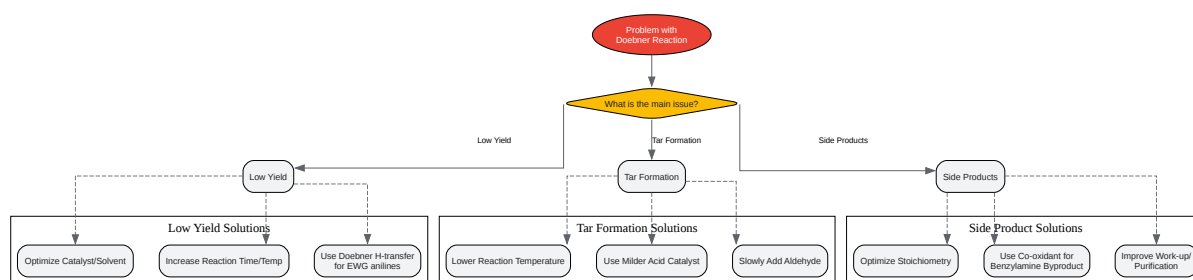 Problem with
Doebner Reaction
What is the main issue?
Low Yield
Tar Formation
Side Products
Low Yield
Tar Formation
Side Products
Low Yield Solutions
Tar Formation Solutions
Side Product Solutions
Optimize Catalyst/Solvent
Increase Reaction Time/Temp
Use Doebner H-transfer
for EWG anilines
Lower Reaction Temperature
Use Milder Acid Catalyst
Slowly Add Aldehyde
Optimize Stoichiometry
Use Co-oxidant for
Benzylamine Byproduct
Improve Work-up/
Purification